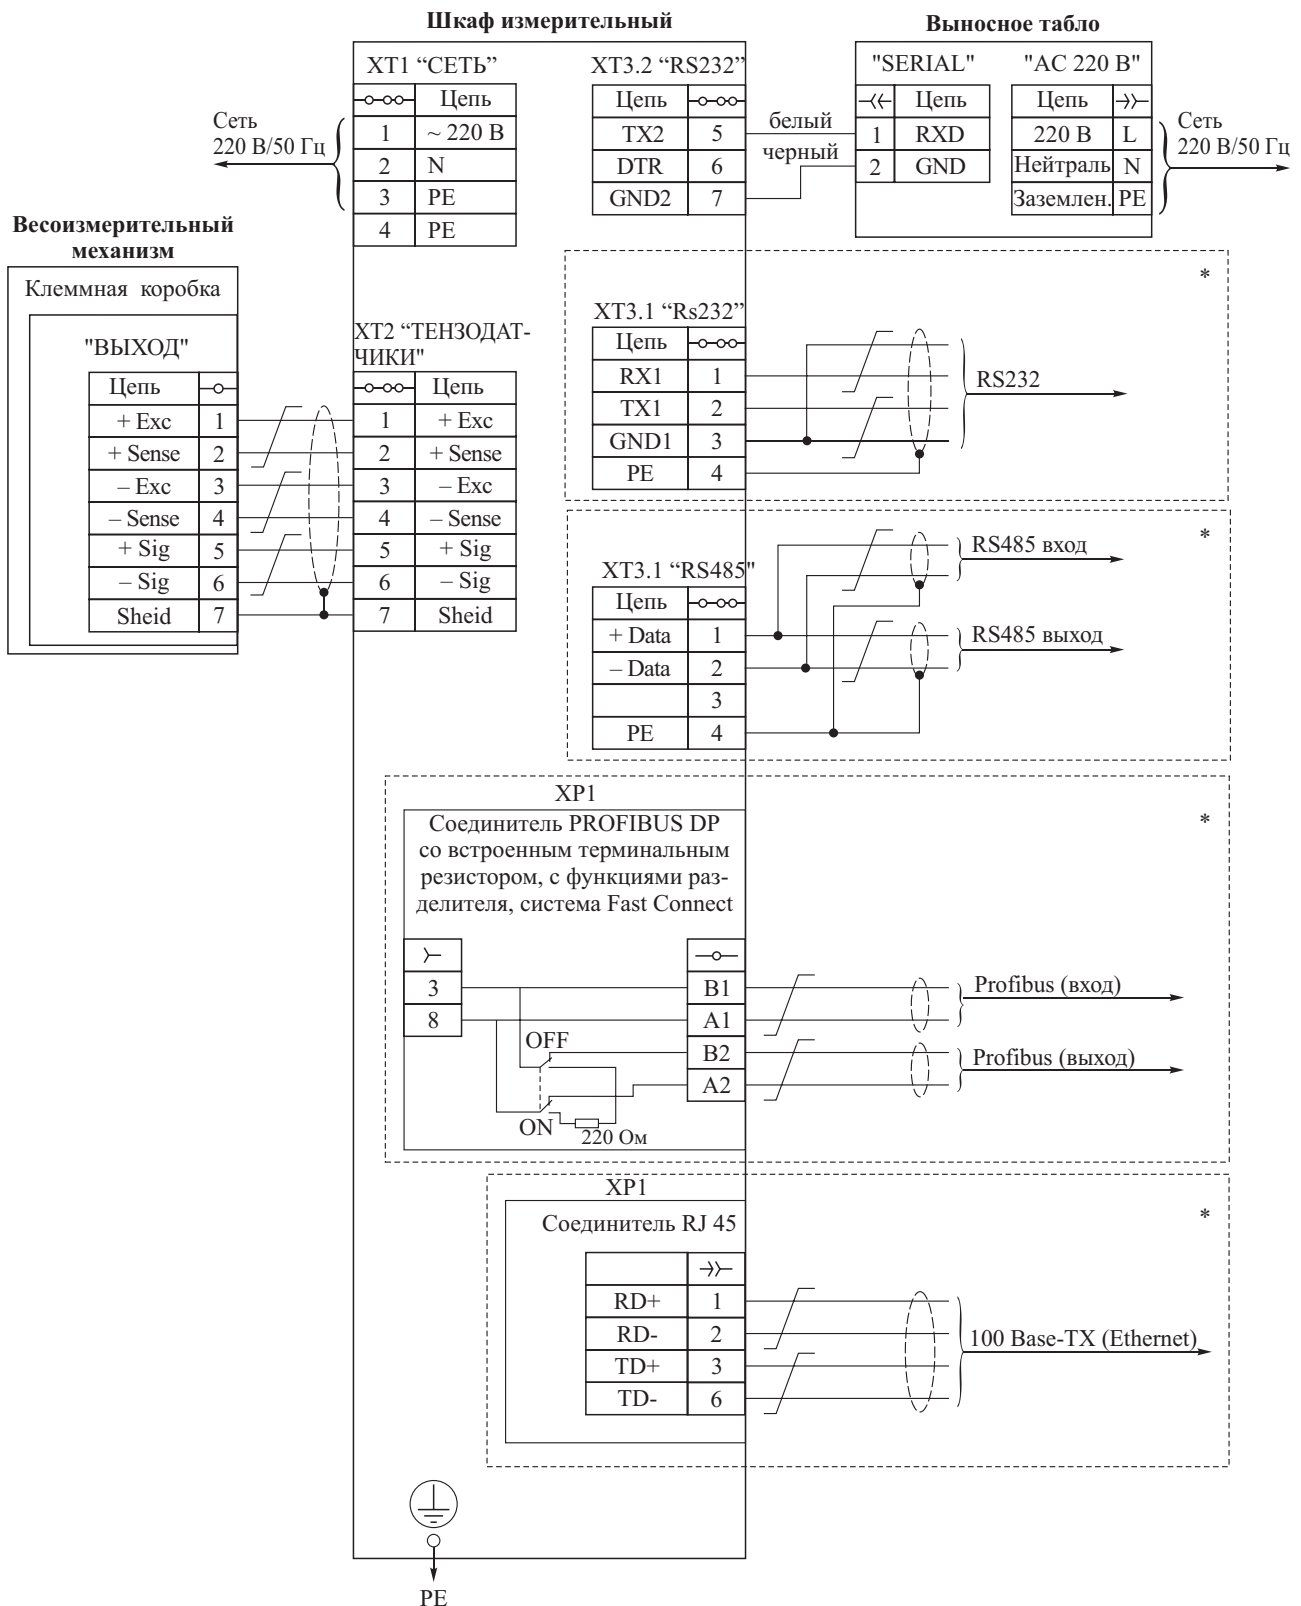 Шкаф измерительный
Выносное табло
XT1 “СЕТЬ”
Цепь
1 ~ 220 В
2 N
3 PE
4 PE
Сеть
220 В/50 Гц
XT3.2 “RS232”
Цепь
TX2 5
DTR 6
GND2 7
белый
черный
"SERIAL"
Цепь
1 RXD
2 GND
"AC 220 В"
Цепь
220 В L
Нейтраль N
Заземлен. PE
Сеть
220 В/50 Гц
Весоизмерительный
механизм
Клеммная коробка
"ВЫХОД"
Цепь
+ Exc 1
+ Sense 2
– Exc 3
– Sense 4
+ Sig 5
– Sig 6
Sheid 7
XT2 “ТЕНЗОДАТ-
ЧИКИ"
Цепь
1 + Exc
2 + Sense
3 – Exc
4 – Sense
5 + Sig
6 – Sig
7 Sheid
*
XT3.1 “Rs232”
Цепь
RX1 1
TX1 2
GND1 3
PE 4
RS232
*
XT3.1 “RS485"
Цепь
+ Data 1
– Data 2
3
PE 4
RS485 вход
RS485 выход
XP1
*
Соединитель PROFIBUS DP
со встроенным терминальным
резистором, с функциями раз-
делителя, система Fast Connect
3
8
B1
A1
B2
A2
OFF
ON
220 Ом
Profibus (вход)
Profibus (выход)
XP1
*
Соединитель RJ 45
RD+ 1
RD- 2
TD+ 3
TD- 6
100 Base-TX (Ethernet)
PE